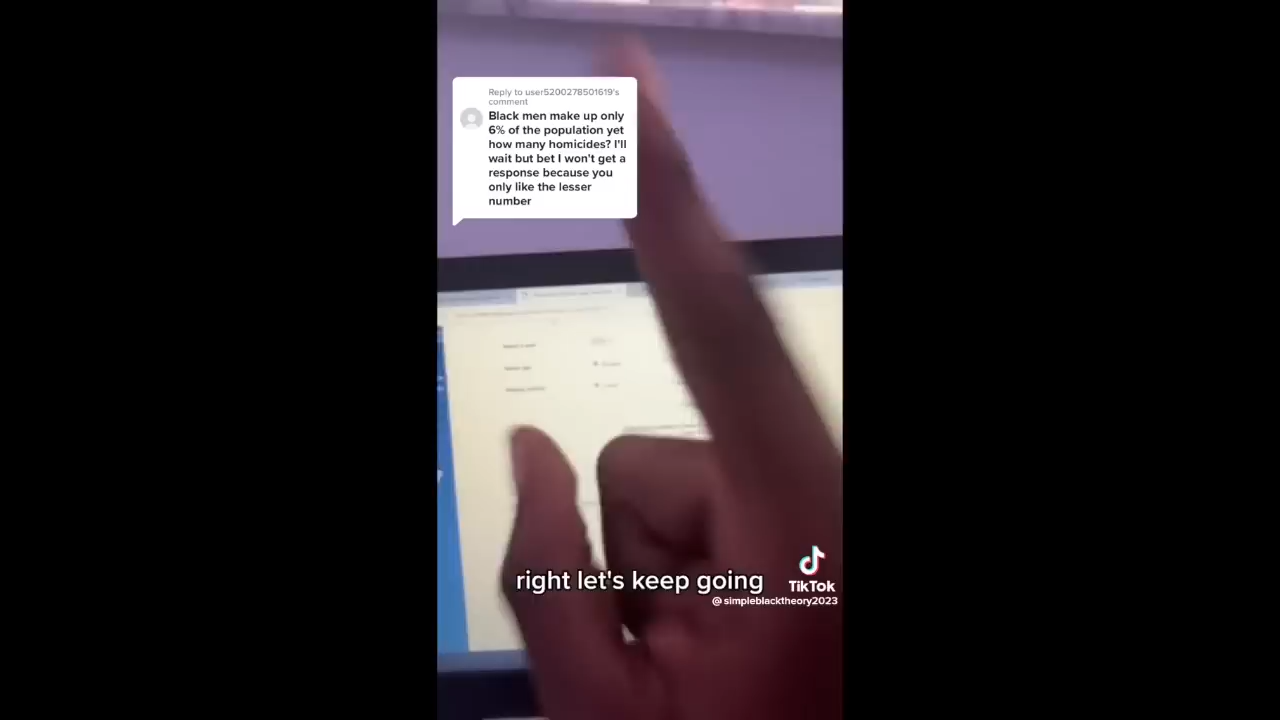 Reply to user5200278501619's
comment
Black men make up only
6% of the population yet
how many homicides? I'll
wait but bet I won't get a
response because you
only like the lesser
number
right let's keep going
TikTok
@simpleblacktheory2023